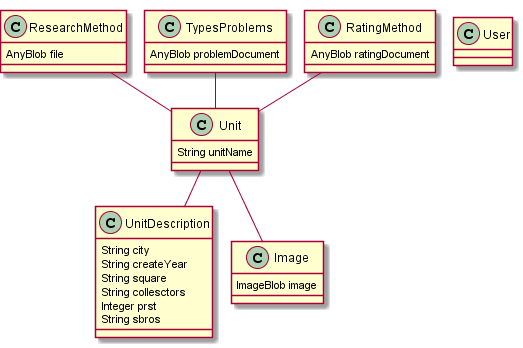 C ResearchMethod
AnyBlob file
C TypesProblems
AnyBlob problemDocument
C RatingMethod
AnyBlob ratingDocument
C User
C Unit
String unitName
C UnitDescription
String city
String createYear
String square
String collesctors
Integer prst
String sbros
C Image
ImageBlob image